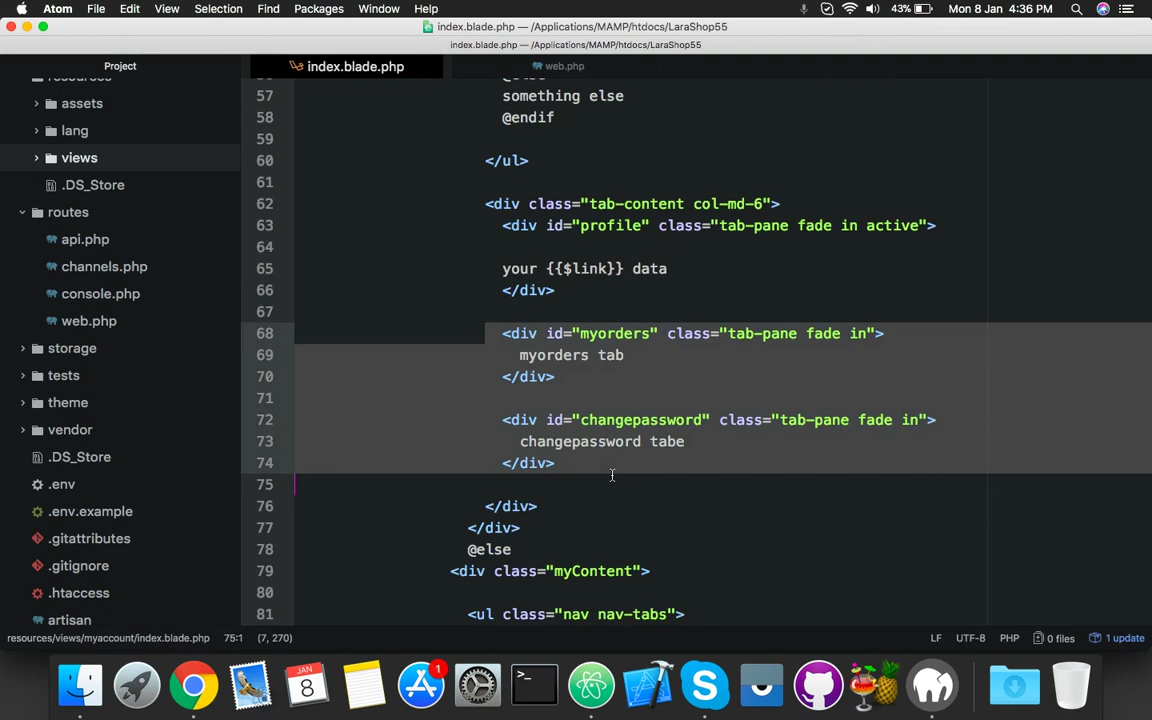 Atom File Edit View Selection Find Packages Window Help 43% Mon 8 Jan 4:36 PM
index.blade.php — /Applications/MAMP/htdocs/LaraShop55
index.blade.php — /Applications/MAMP/htdocs/LaraShop55
Project
index.blade.php
web.php
resources
assets
lang
views
.DS_Store
routes
api.php
channels.php
console.php
web.php
storage
tests
theme
vendor
.DS_Store
.env
.env.example
.gitattributes
.gitignore
.htaccess
artisan
56 @else
57 something else
58 @endif
59
60 </ul>
61
62 <div class="tab-content col-md-6">
63 <div id="profile" class="tab-pane fade in active">
64
65 your {{$link}} data
66 </div>
67
68 <div id="myorders" class="tab-pane fade in">
69 myorders tab
70 </div>
71
72 <div id="changepassword" class="tab-pane fade in">
73 changepassword tabe
74 </div>
75
76 </div>
77 </div>
78 @else
79 <div class="myContent">
80
81 <ul class="nav nav-tabs">
resources/views/myaccount/index.blade.php 75:1 (7, 270) LF UTF-8 PHP 0 files 1 update
JAN
8
1